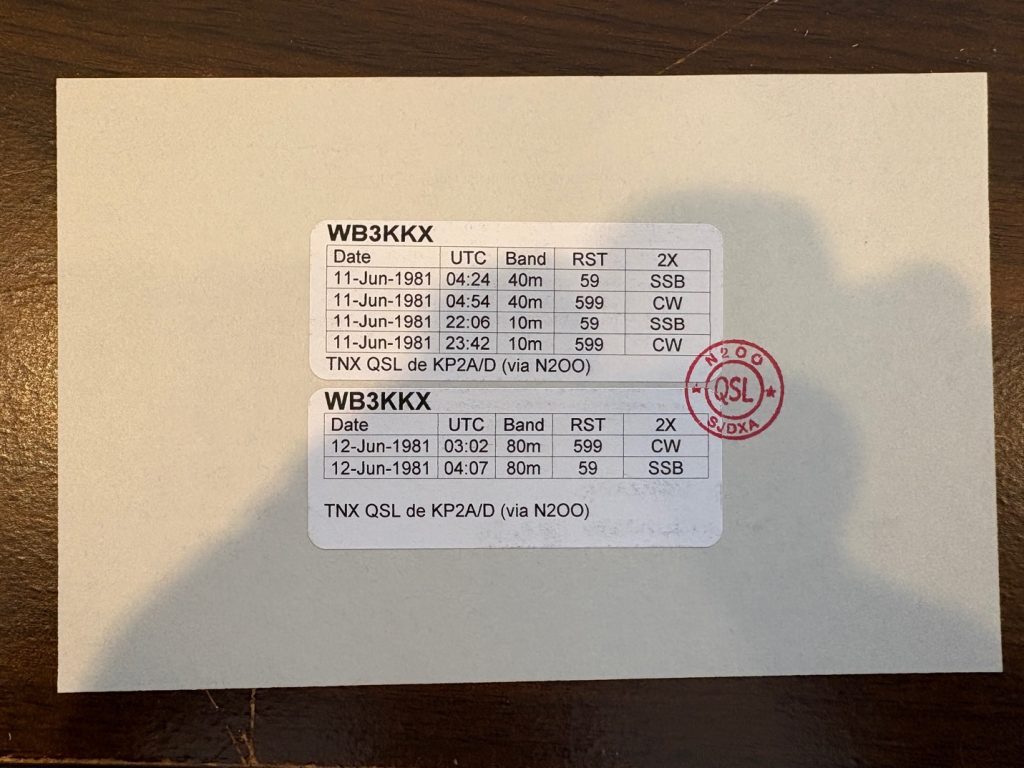 WB3KKX
Date UTC Band RST 2X
11-Jun-1981 04:24 40m 59 SSB
11-Jun-1981 04:54 40m 599 CW
11-Jun-1981 22:06 10m 59 SSB
11-Jun-1981 23:42 10m 599 CW
TNX QSL de KP2A/D (via N2OO)
N2OO
QSL
SJDXA
WB3KKX
Date UTC Band RST 2X
12-Jun-1981 03:02 80m 599 CW
12-Jun-1981 04:07 80m 59 SSB
TNX QSL de KP2A/D (via N2OO)